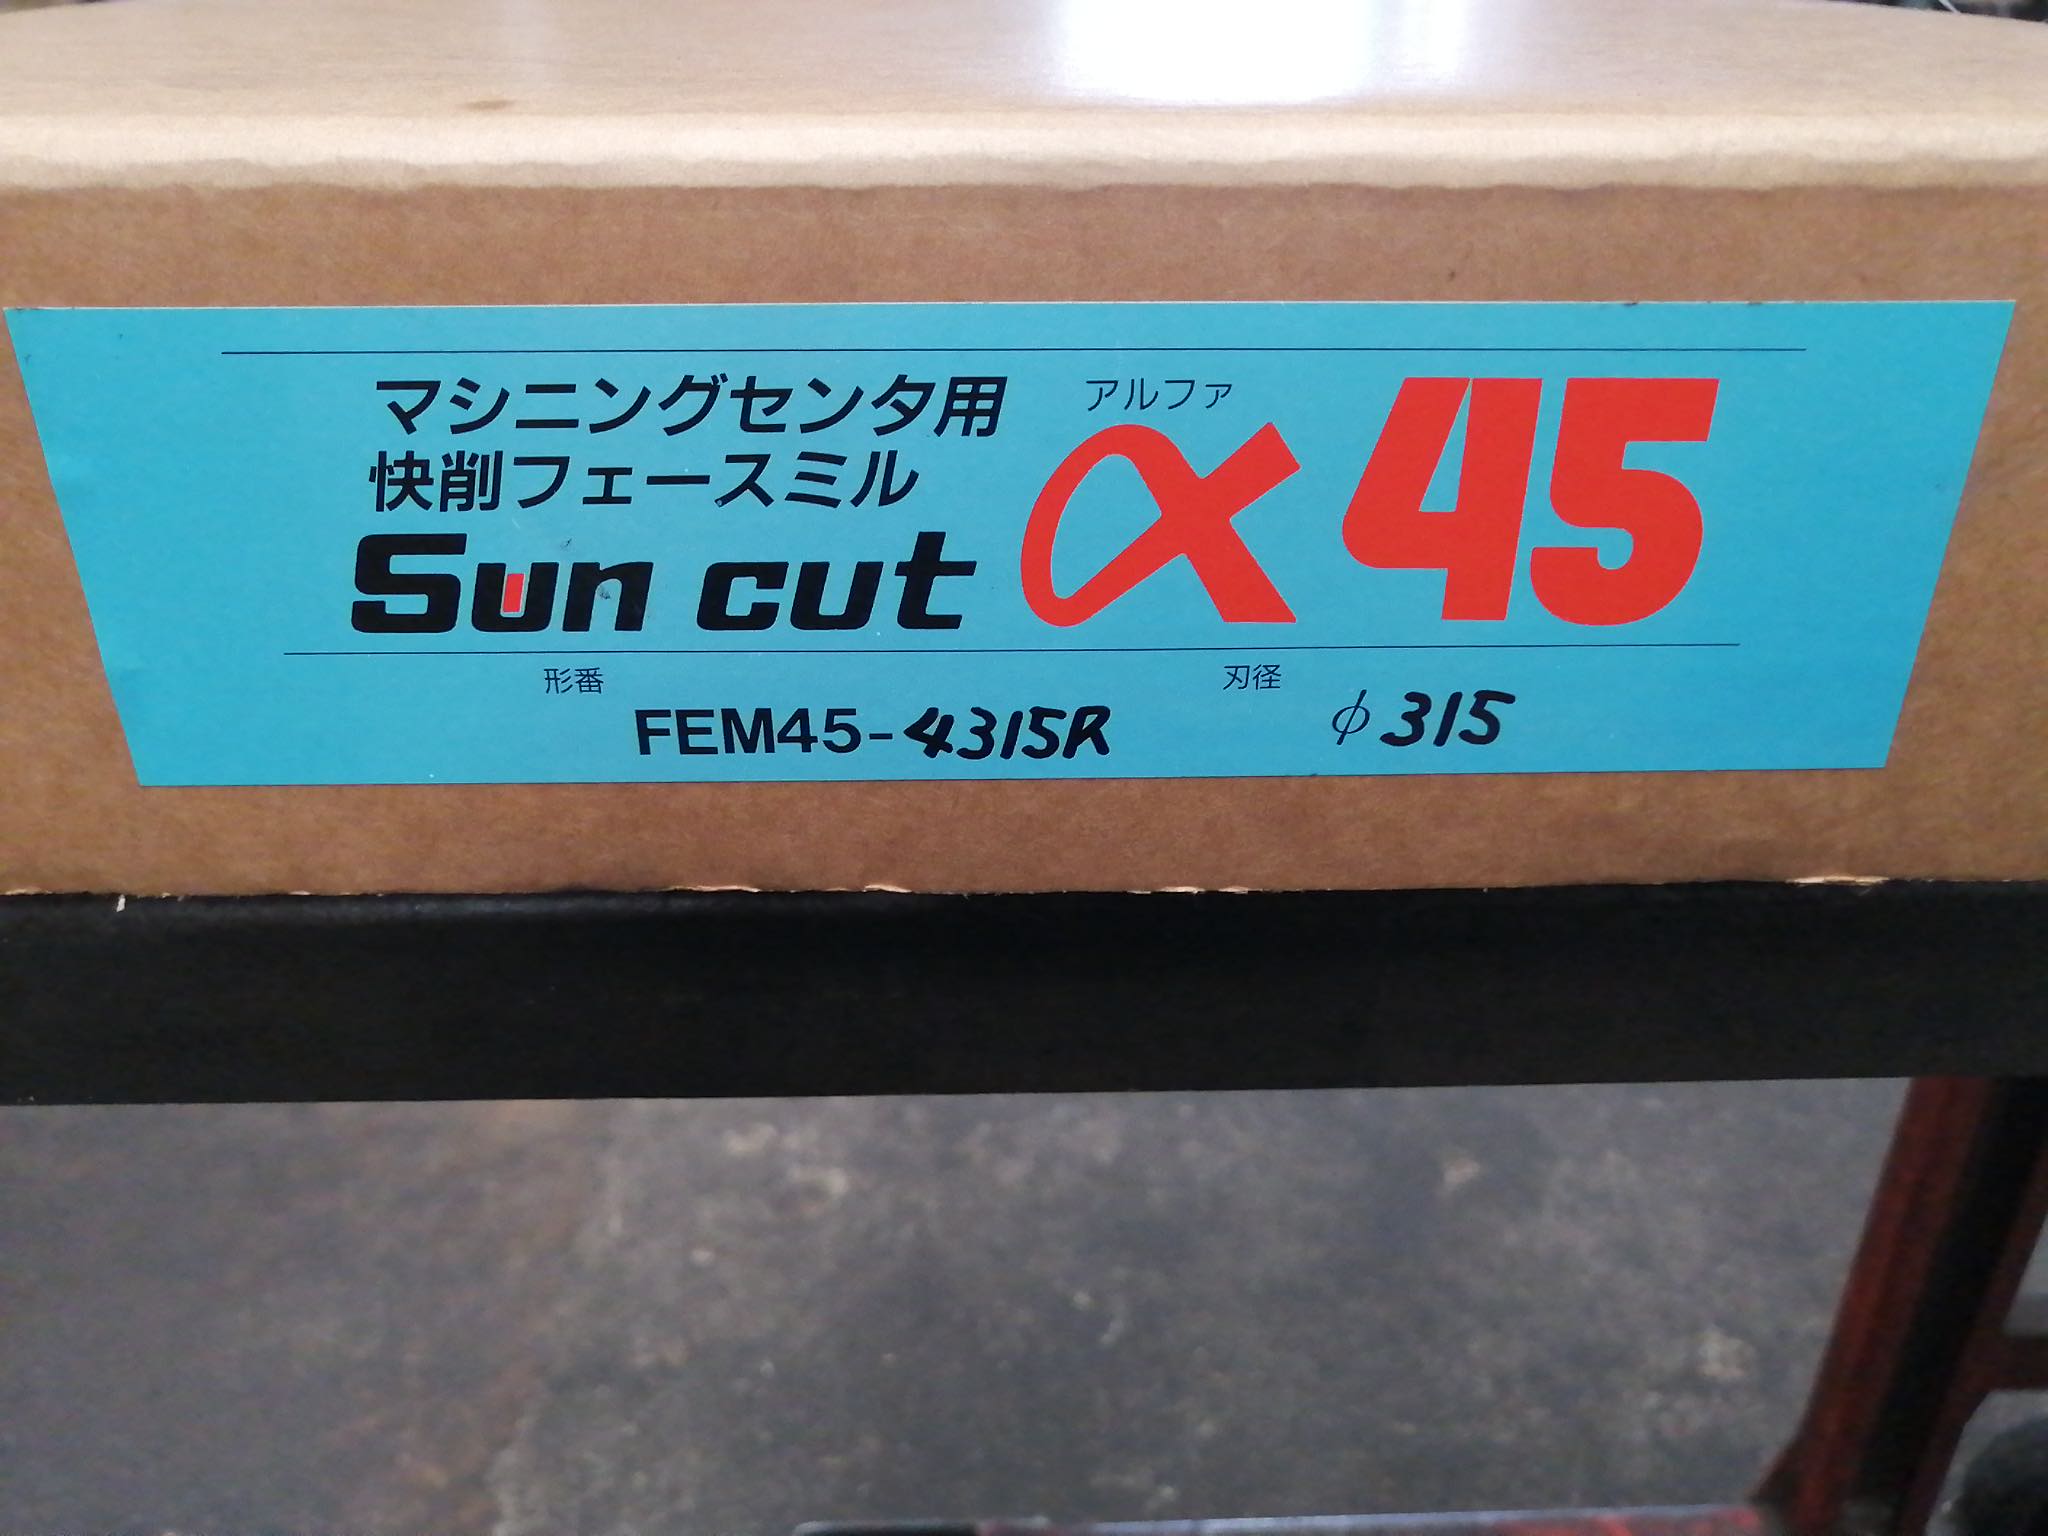 マシニングセンタ用
快削フェースミル
Sun cut
アルファ
α45
形番 刃径
FEM45-4315R φ315